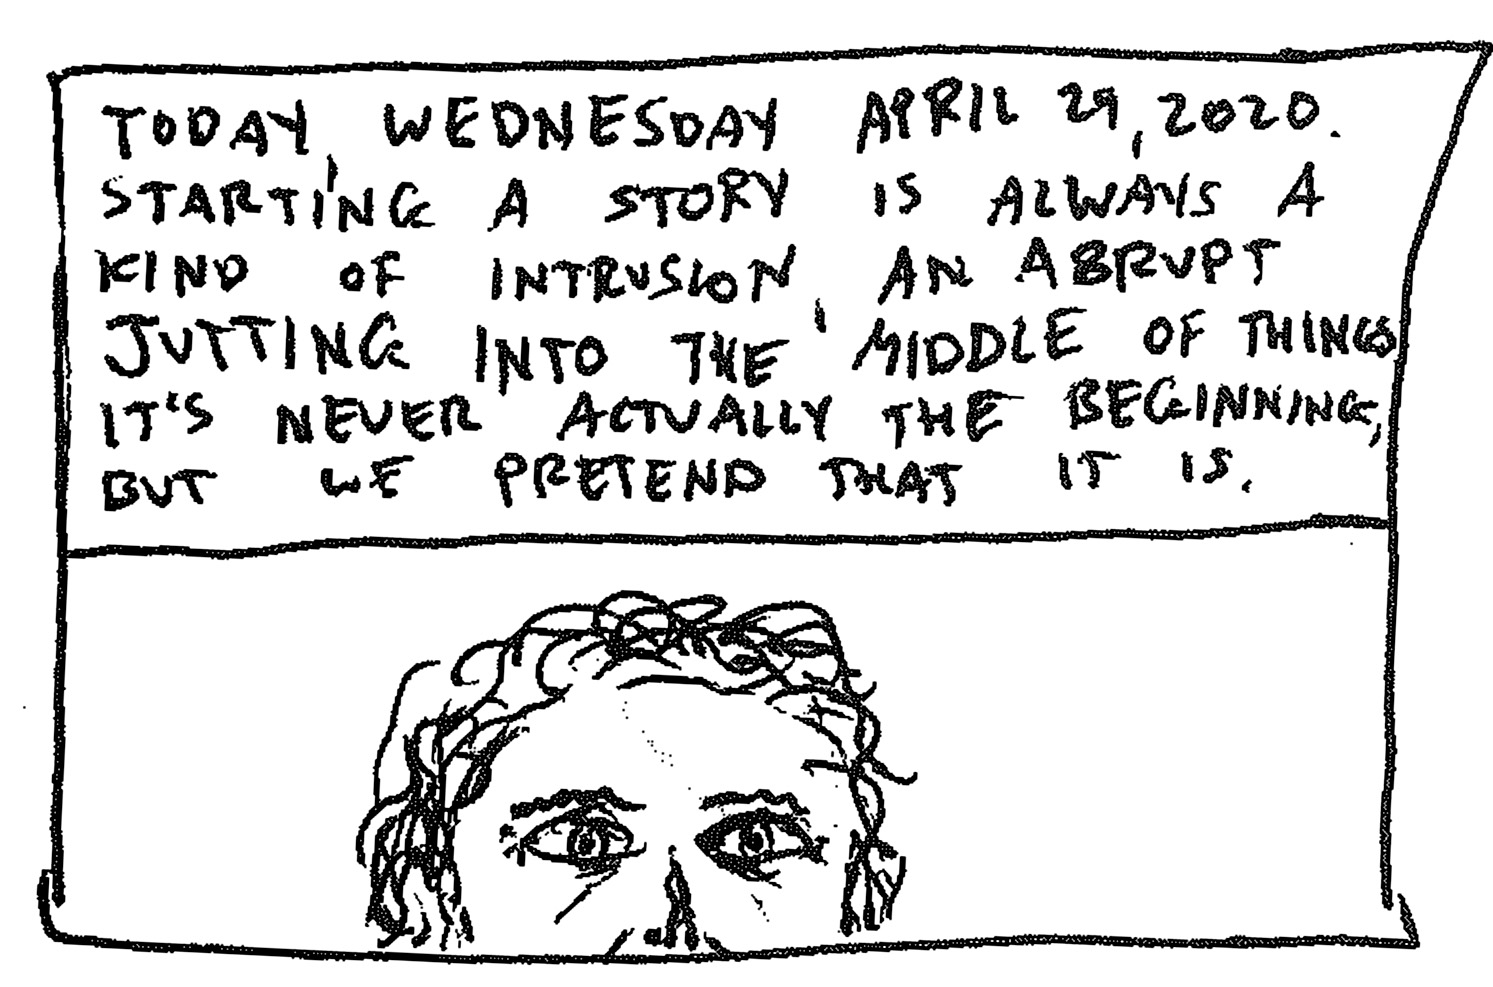 TODAY, WEDNESDAY APRIL 29, 2020.
STARTING A STORY IS ALWAYS A
KIND OF INTRUSION, AN ABRUPT
JUTTING INTO THE MIDDLE OF THINGS
IT'S NEVER ACTUALLY THE BEGINNING,
BUT WE PRETEND THAT IT IS.